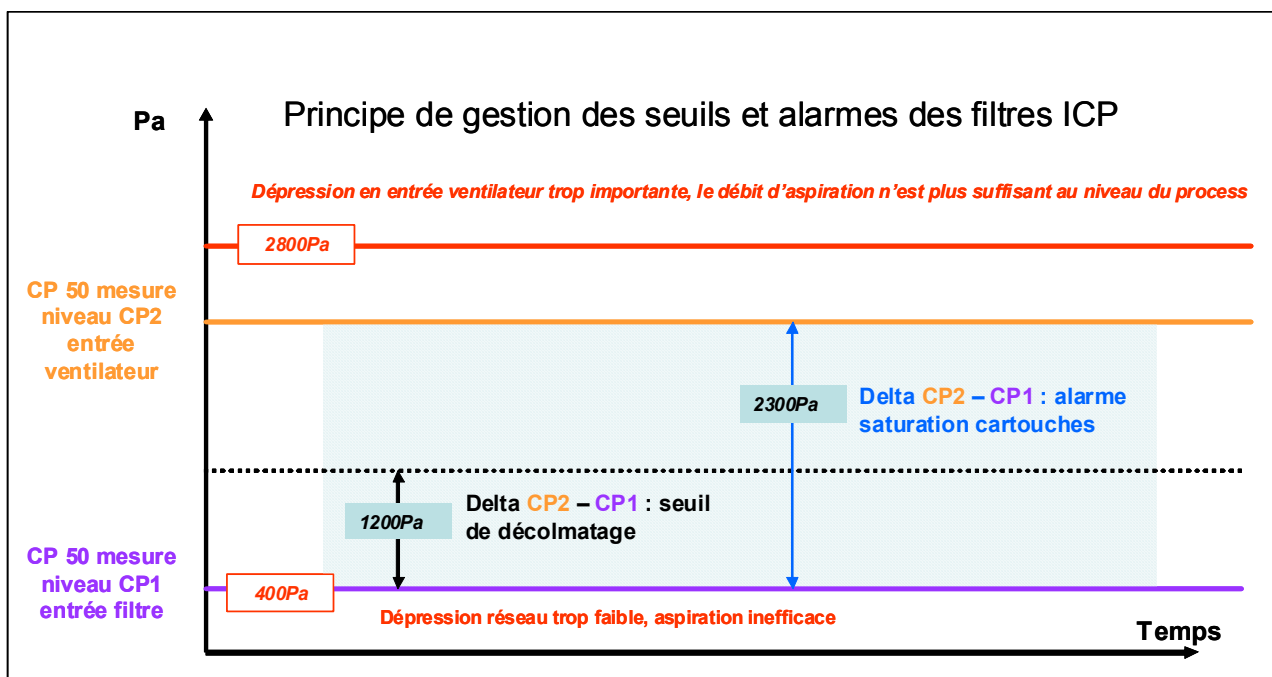 Pa
Principe de gestion des seuils et alarmes des filtres ICP
Dépression en entrée ventilateur trop importante, le débit d'aspiration n'est plus suffisant au niveau du process
2800Pa
CP 50 mesure
niveau CP2
entrée
ventilateur
2300Pa
Delta CP2 – CP1 : alarme
saturation cartouches
1200Pa
Delta CP2 – CP1 : seuil
de décolmatage
CP 50 mesure
niveau CP1
entrée filtre
400Pa
Dépression réseau trop faible, aspiration inefficace
Temps